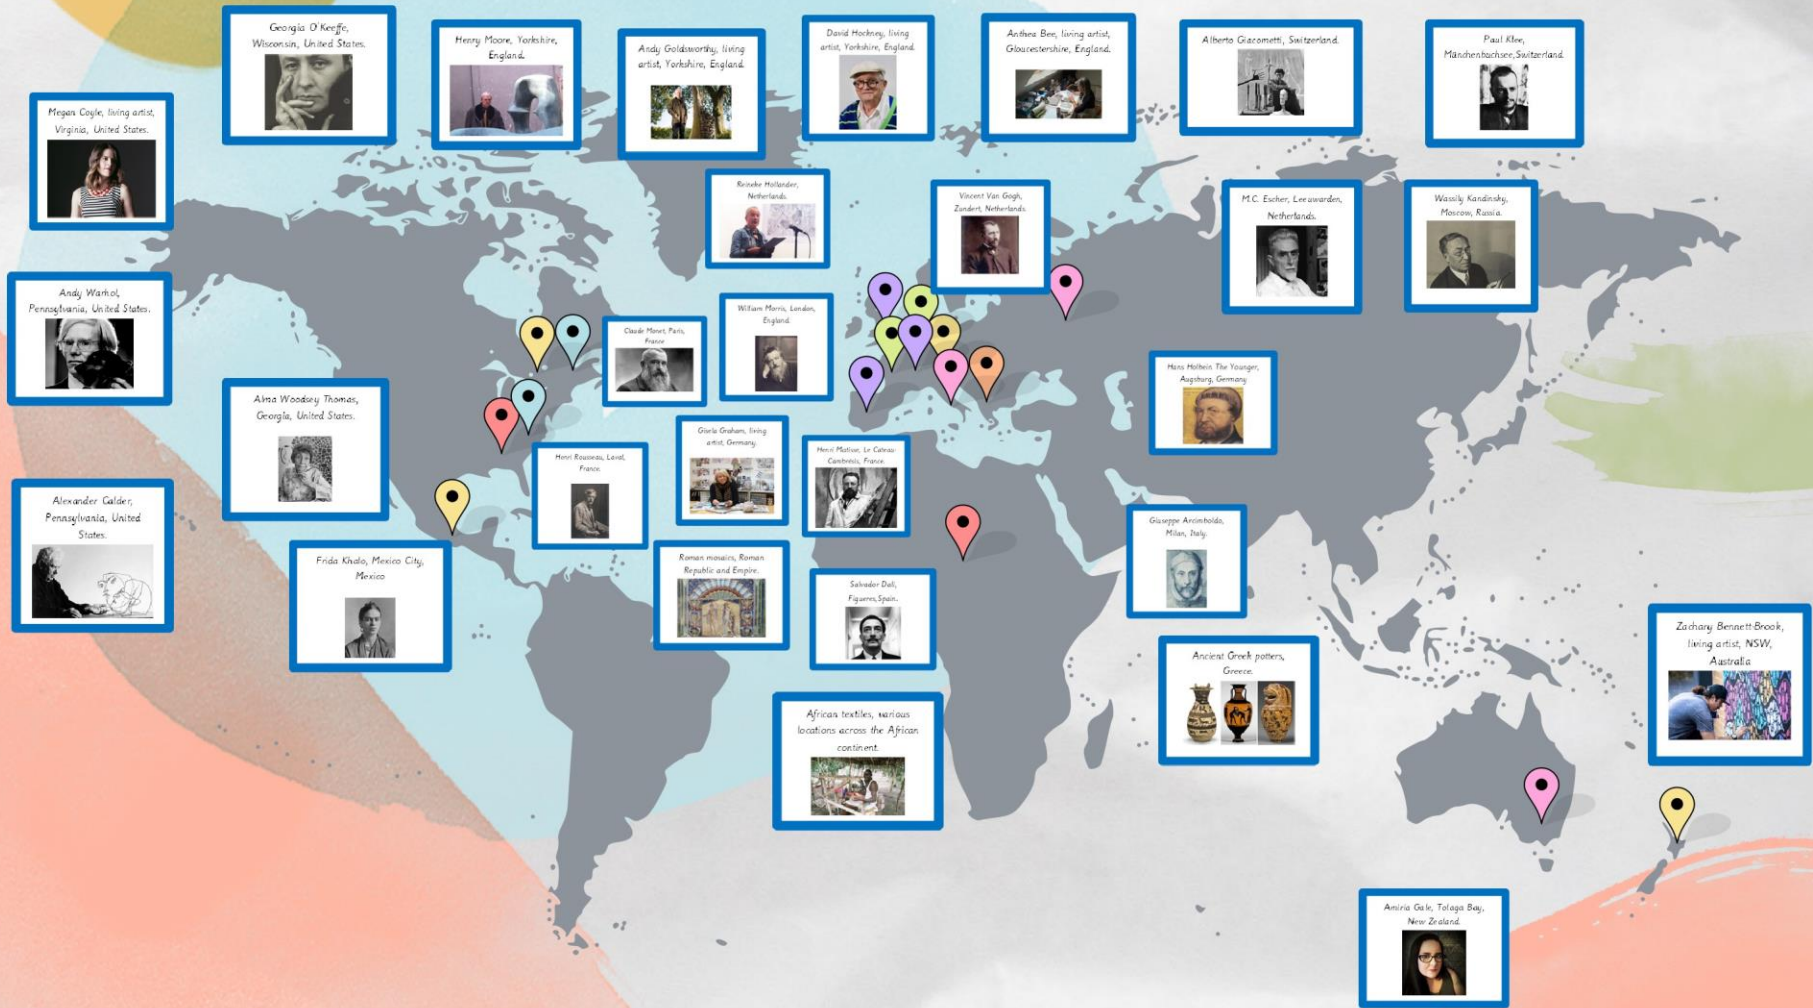 Georgia O'Keeffe,
Wisconsin, United States.
Henry Moore, Yorkshire,
England.
Andy Goldsworthy, living
artist, Yorkshire, England.
David Hockney, living
artist, Yorkshire, England.
Anthea Bee, living artist,
Gloucestershire, England.
Alberto Giacometti, Switzerland.
Paul Klee,
Münchenbuchsee, Switzerland.
Megan Coyle, living artist,
Virginia, United States.
Reineke Hollander,
Netherlands.
Vincent Van Gogh,
Zundert, Netherlands.
M.C. Escher, Leeuwarden,
Netherlands.
Wassily Kandinsky,
Moscow, Russia.
Andy Warhol,
Pennsylvania, United States.
Claude Monet, Paris,
France
William Morris, London,
England.
Hans Holbein The Younger,
Augsburg, Germany
Alma Woodsey Thomas,
Georgia, United States.
Henri Rousseau, Laval,
France.
Gisela Graham, living
artist, Germany.
Henri Matisse, Le Cateau-
Cambrésis, France.
Alexander Calder,
Pennsylvania, United
States.
Frida Khalo, Mexico City,
Mexico
Roman mosaics, Roman
Republic and Empire.
Salvador Dali,
Figueres, Spain.
Giuseppe Arcimboldo,
Milan, Italy.
African textiles, various
locations across the African
continent.
Ancient Greek potters,
Greece.
Zachary Bennett-Brook,
living artist, NSW,
Australia
Amiria Gale, Tolaga Bay,
New Zealand.